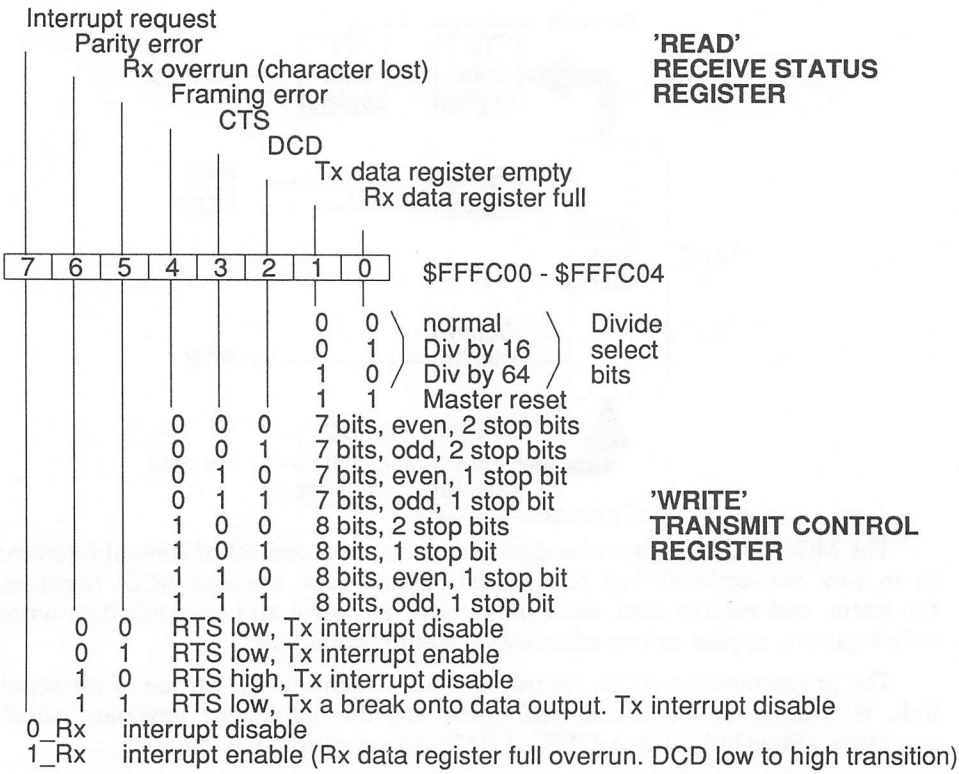 Interrupt request
Parity error
'READ'
Rx overrun (character lost)
RECEIVE STATUS
Framing error
REGISTER
CTS
DCD
Tx data register empty
Rx data register full
7 6 5 4 3 2 1 0 $FFFC00 - $FFFC04
0 0 normal Divide
0 1 Div by 16 select
1 0 Div by 64 bits
1 1 Master reset
0 0 0 7 bits, even, 2 stop bits
0 0 1 7 bits, odd, 2 stop bits
0 1 0 7 bits, even, 1 stop bit
0 1 1 7 bits, odd, 1 stop bit 'WRITE'
1 0 0 8 bits, 2 stop bits TRANSMIT CONTROL
1 0 1 8 bits, 1 stop bit REGISTER
1 1 0 8 bits, even, 1 stop bit
1 1 1 8 bits, odd, 1 stop bit
0 0 RTS low, Tx interrupt disable
0 1 RTS low, Tx interrupt enable
1 0 RTS high, Tx interrupt disable
1 1 RTS low, Tx a break onto data output. Tx interrupt disable
0_Rx interrupt disable
1_Rx interrupt enable (Rx data register full overrun. DCD low to high transition)